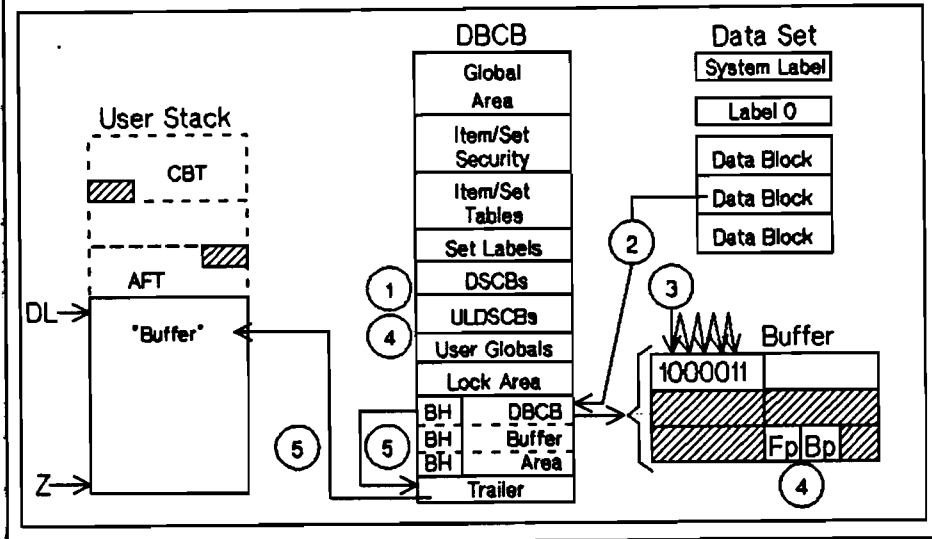 DBCB
Data Set
Global
Area
System Label
Label 0
User Stack
Item/Set
Security
CBT
Data Block
Item/Set
Tables
Data Block
2
Data Block
Set Labels
AFT
1
DSCBs
3
DL
"Buffer"
4
ULDSCBs
Buffer
User Globals
1000011
Lock Area
BH
DBCB
5
5
BH
Buffer
Fp
Bp
BH
Area
4
Z
Trailer